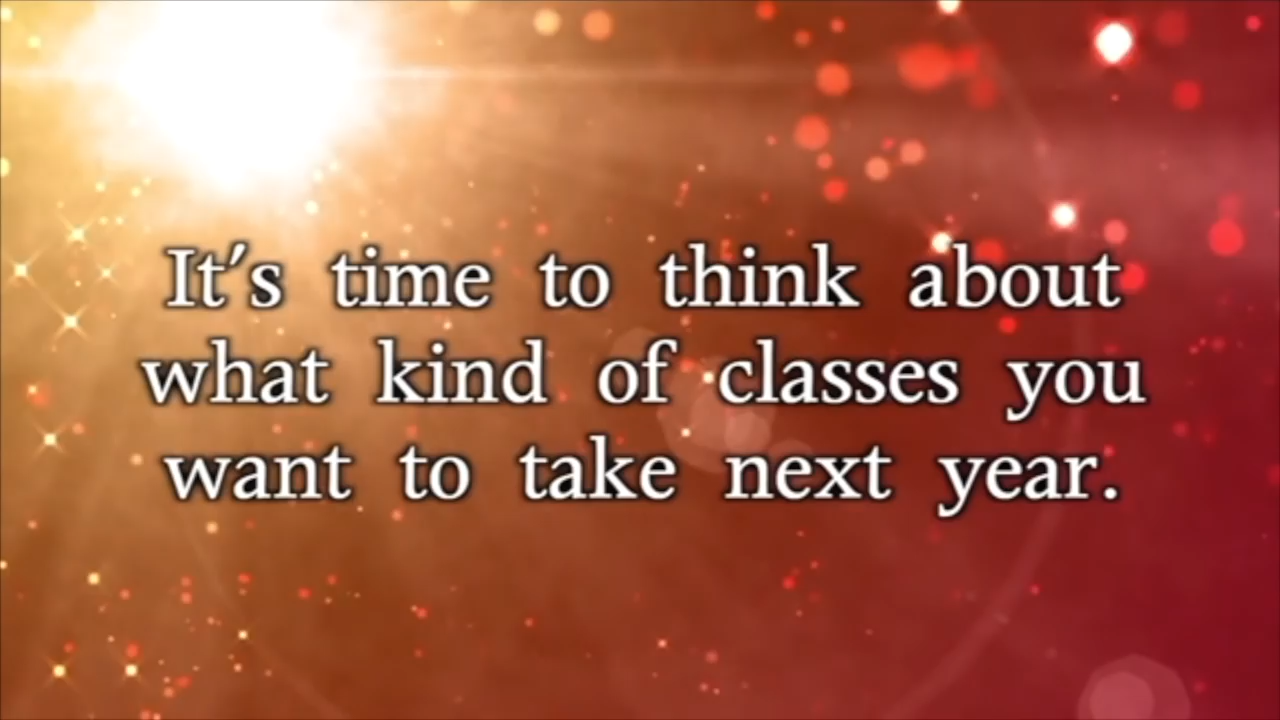 It's time to think about
what kind of classes you
want to take next year.